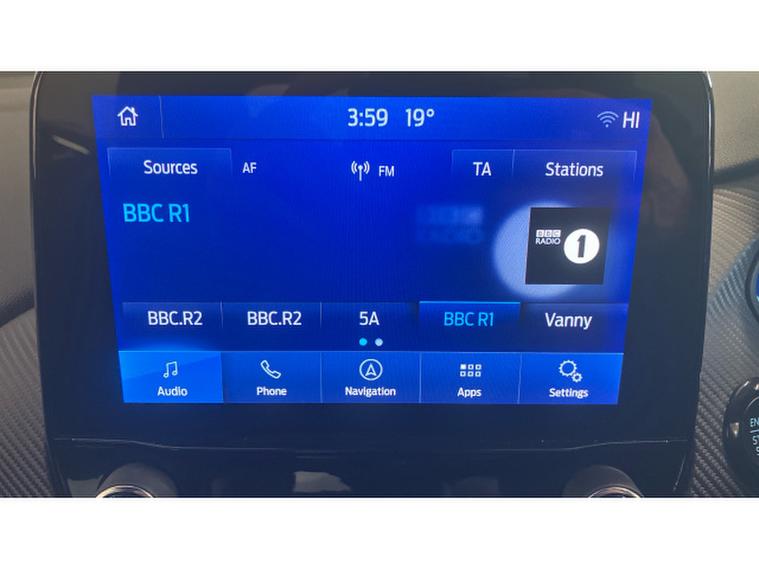 3:59 19° HI
Sources AF FM TA Stations
BBC R1
BBC RADIO 1
BBC.R2 BBC.R2 5A BBC R1 Vanny
Audio Phone Navigation Apps Settings